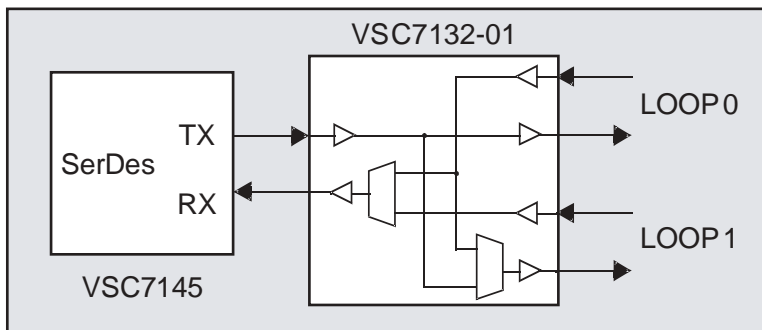 VSC7132-01
TX
SerDes
RX
VSC7145
LOOP0
LOOP1